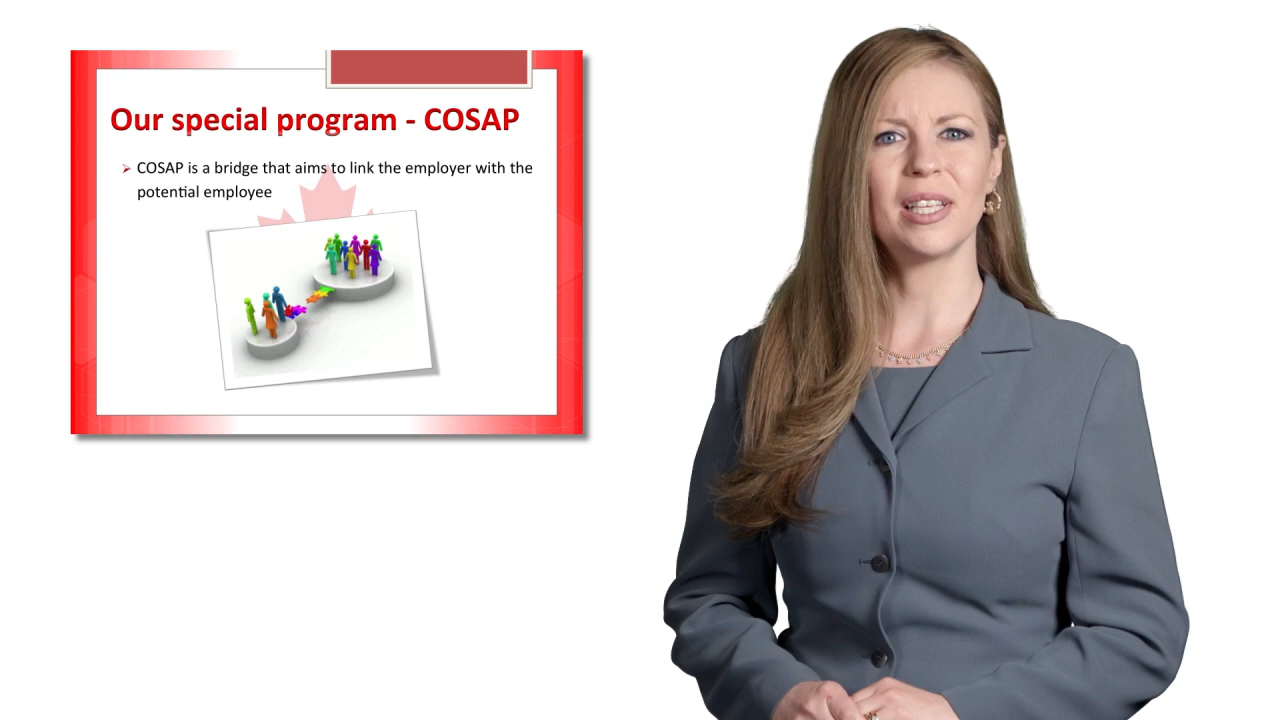 Our special program - COSAP
➢ COSAP is a bridge that aims to link the employer with the
potential employee